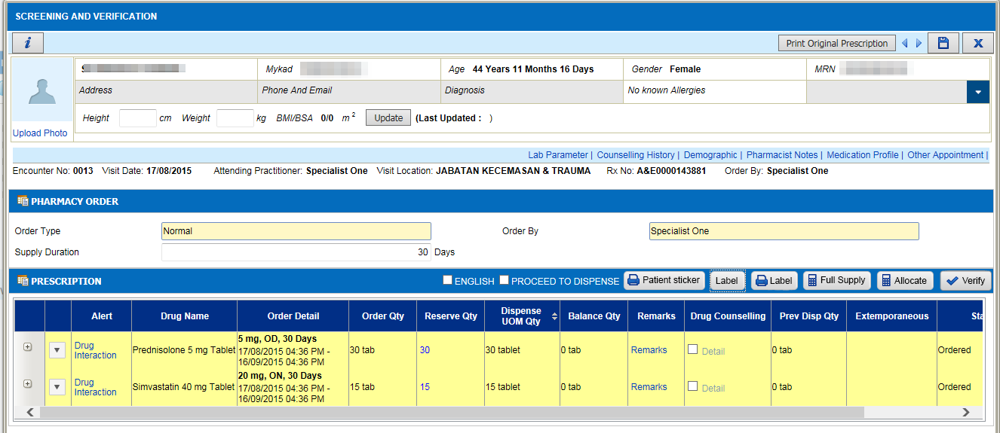 SCREENING AND VERIFICATION
i Print Original Prescription X
Mykad Age 44 Years 11 Months 16 Days Gender Female MRN
Address Phone And Email Diagnosis No known Allergies
Height cm Weight kg BMI/BSA 0/0 m 2 Update (Last Updated : )
Upload Photo
Lab Parameter | Counselling History | Demographic | Pharmacist Notes | Medication Profile | Other Appointment |
Encounter No: 0013 Visit Date: 17/08/2015 Attending Practitioner: Specialist One Visit Location: JABATAN KECEMASAN & TRAUMA Rx No: A&E0000143881 Order By: Specialist One
PHARMACY ORDER
Order Type Normal Order By Specialist One
Supply Duration 30 Days
PRESCRIPTION ENGLISH PROCEED TO DISPENSE Patient sticker Label Label Full Supply Allocate Verify
Alert Drug Name Order Detail Order Qty Reserve Qty Dispense UOM Qty Balance Qty Remarks Drug Counselling Prev Disp Qty Extemporaneous Sta
Drug Interaction Prednisolone 5 mg Tablet 5 mg, OD, 30 Days 17/08/2015 04:36 PM - 16/09/2015 04:36 PM 30 tab 30 30 tablet 0 tab Remarks Detail 0 tab Ordered
Drug Interaction Simvastatin 40 mg Tablet 20 mg, ON, 30 Days 17/08/2015 04:36 PM - 16/09/2015 04:36 PM 15 tab 15 15 tablet 0 tab Remarks Detail 0 tab Ordered